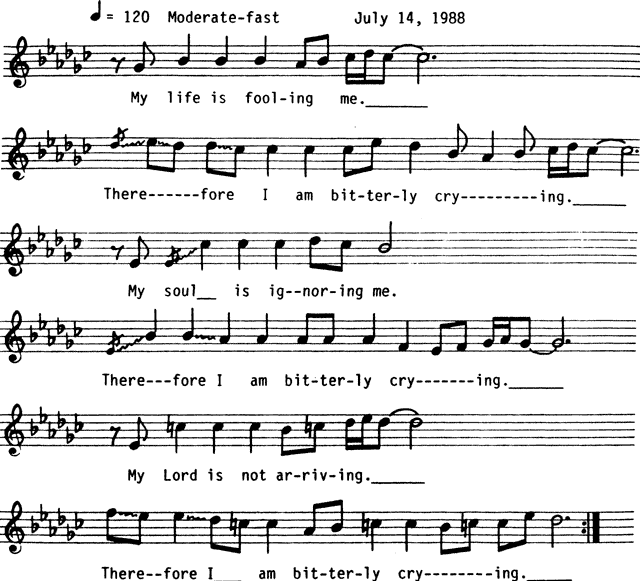 ♩ = 120 Moderate-fast July 14, 1988
My life is fool-ing me.______
There------fore I am bit-ter-ly cry---------ing.______
My soul__ is ig--nor-ing me.
There---fore I am bit-ter-ly cry-------ing.______
My Lord is not ar-riv-ing.______
There--fore I___ am bit-ter-ly cry--------ing._____